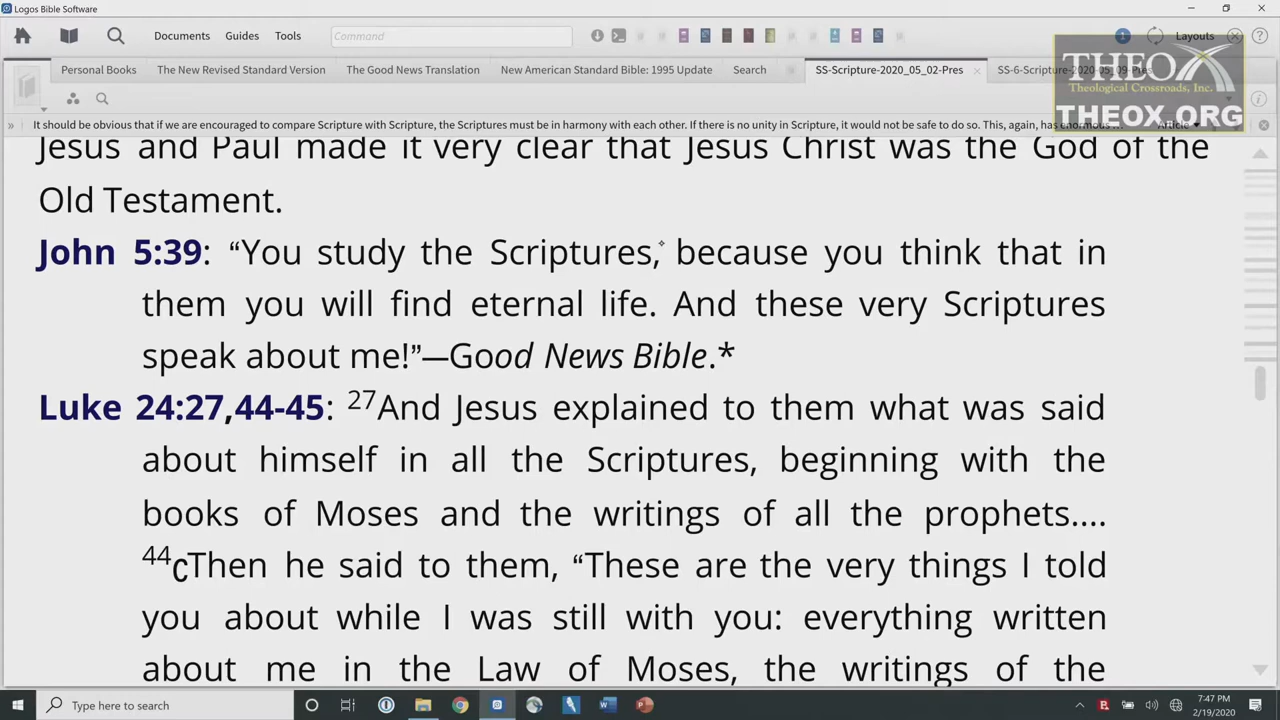 Logos Bible Software
Documents Guides Tools Command 1 Layouts
Personal Books The New Revised Standard Version Translation New American Standard Bible: 1995 Update Search SS-Scripture-2020_05_02-Pres SS-6-Scripture-2020-05_09-Pres
THEOX
Theological Crossroads, Inc.
THEOX.ORG
It should be obvious that if we are encouraged to compare Scripture with Scripture, the Scriptures must be in harmony with each other. If there is no unity in Scripture, it would not be safe to do so. This, again, has enormous ... Article
Jesus and Paul made it very clear that Jesus Christ was the God of the
Old Testament.
John 5:39: “You study the Scriptures, because you think that in
them you will find eternal life. And these very Scriptures
speak about me!”—Good News Bible.*
Luke 24:27,44-45: 27And Jesus explained to them what was said
about himself in all the Scriptures, beginning with the
books of Moses and the writings of all the prophets....
44cThen he said to them, “These are the very things I told
you about while I was still with you: everything written
about me in the Law of Moses, the writings of the
Type here to search
7:47 PM
2/19/2020